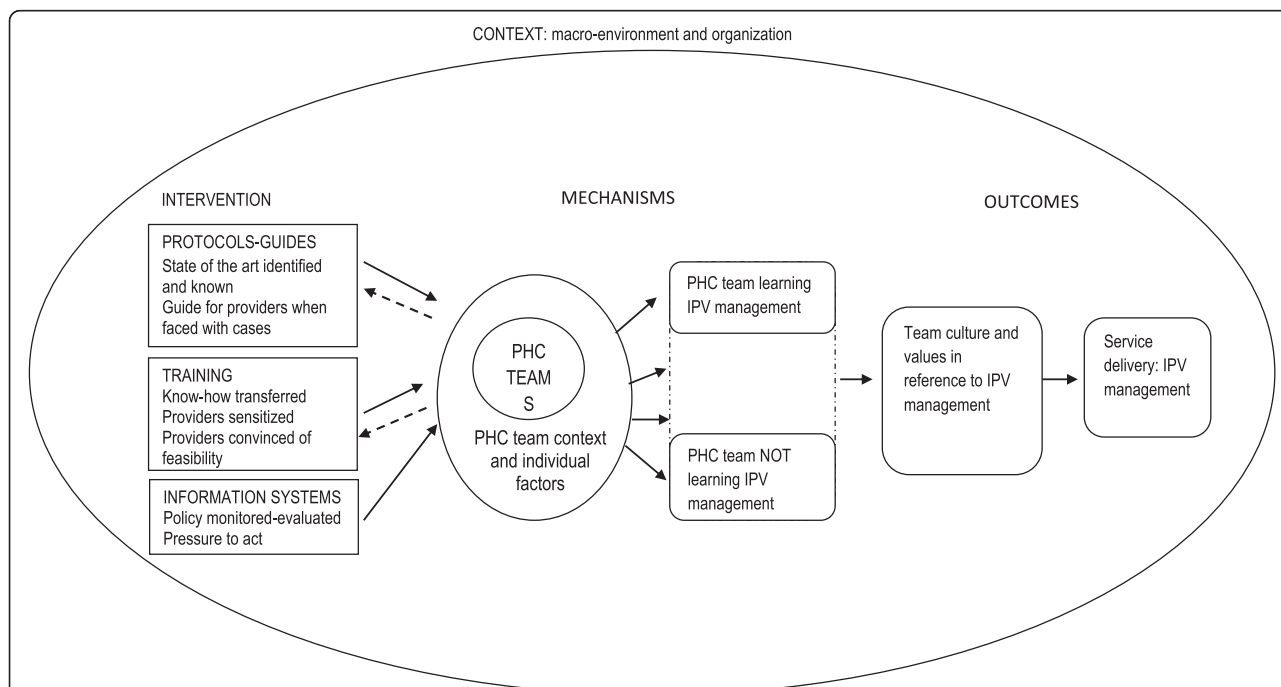 CONTEXT: macro-environment and organization
INTERVENTION
MECHANISMS
OUTCOMES
PROTOCOLS-GUIDES
State of the art identified
and known
Guide for providers when
faced with cases
TRAINING
Know-how transferred
Providers sensitized
Providers convinced of
feasibility
INFORMATION SYSTEMS
Policy monitored-evaluated
Pressure to act
PHC
TEAM
S
PHC team context
and individual
factors
PHC team learning
IPV management
PHC team NOT
learning IPV
management
Team culture and
values in
reference to IPV
management
Service
delivery: IPV
management